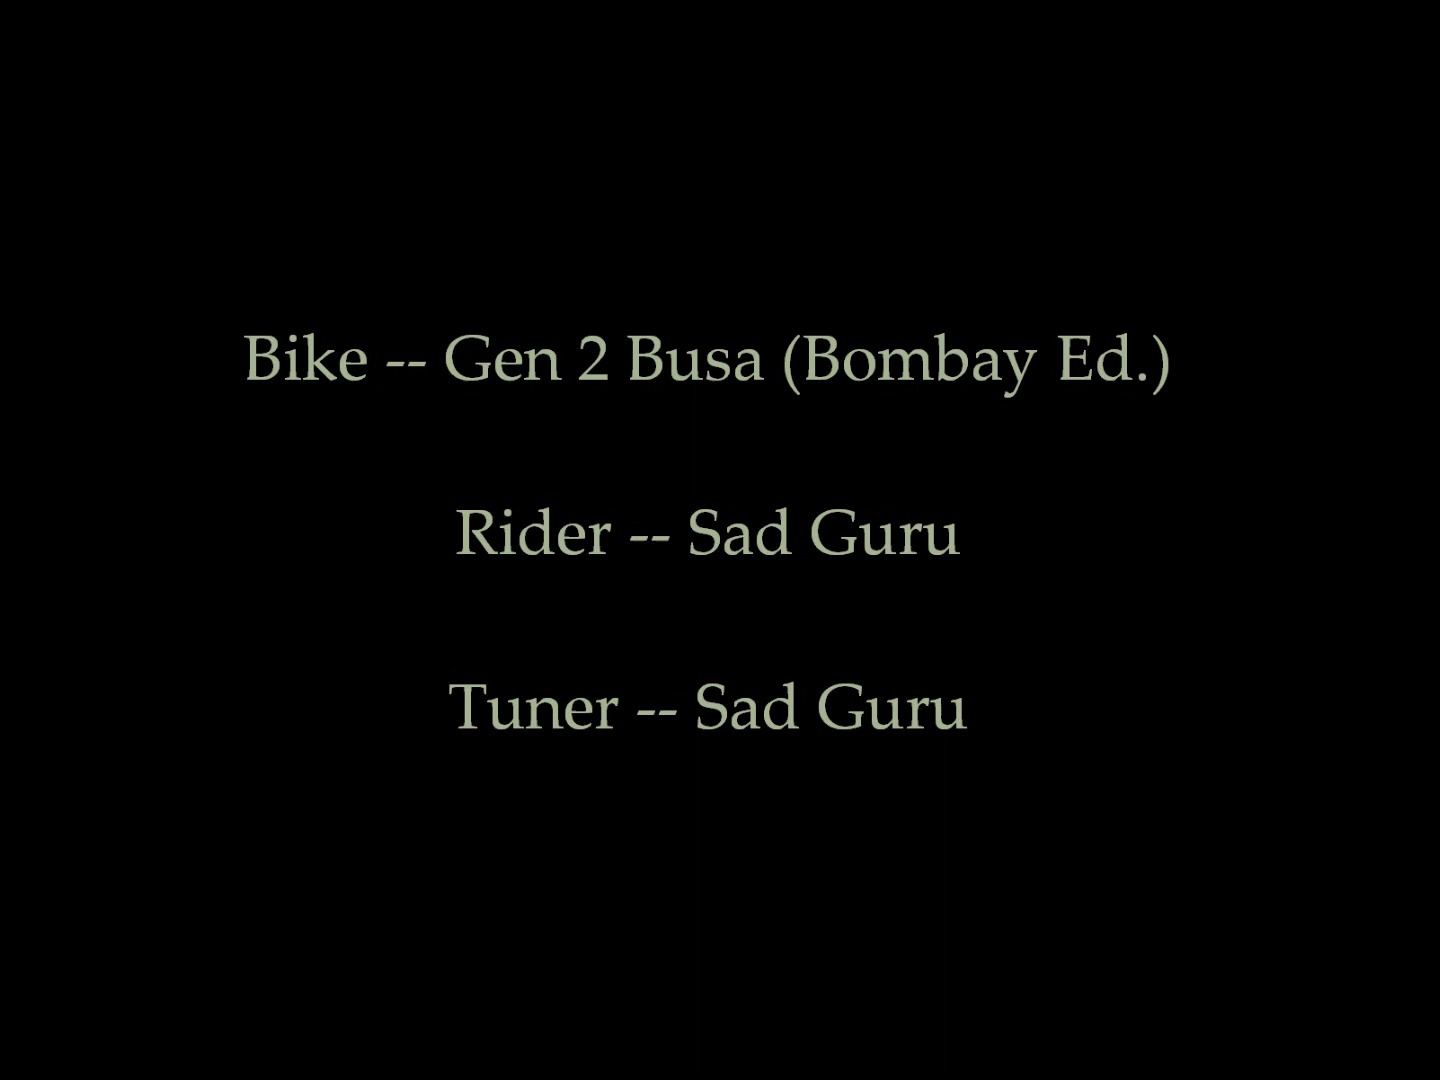 Bike -- Gen 2 Busa (Bombay Ed.)
Rider -- Sad Guru
Tuner -- Sad Guru